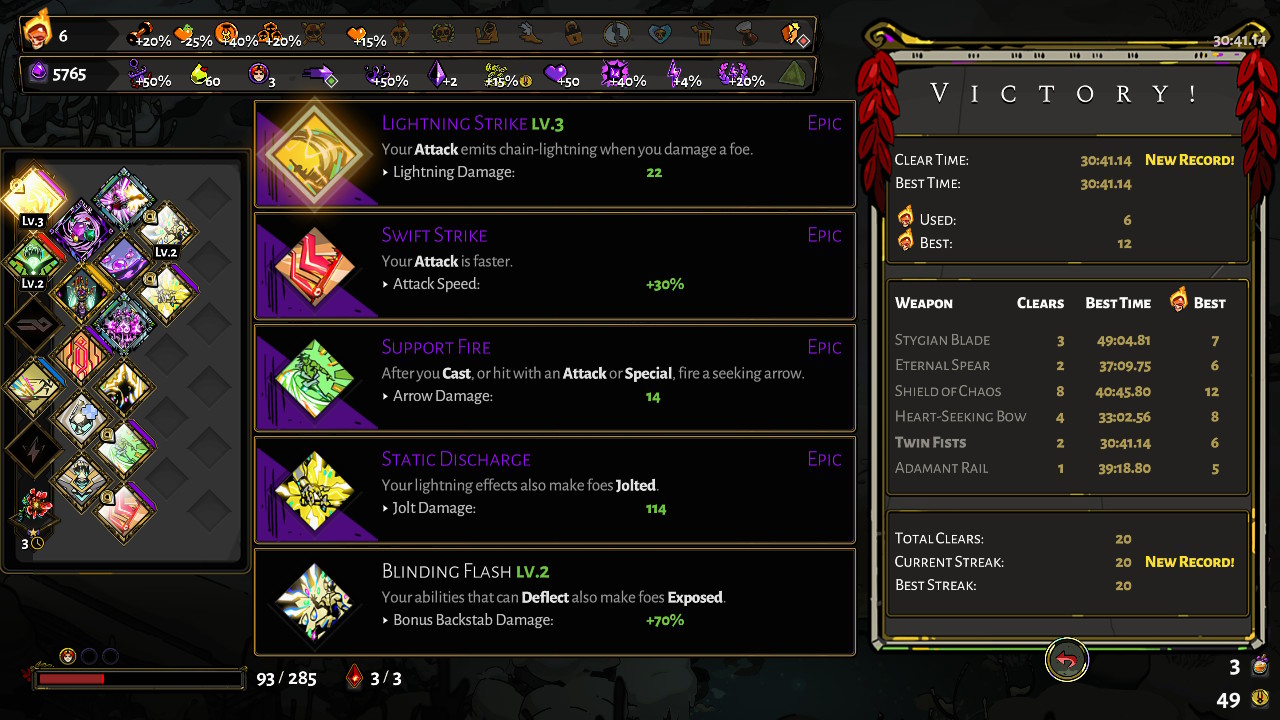 6
+20% 25% +40% +20% +15%
30:41.14
5765
+50% 60 3 +50% +2 +15% +50 +40% +4% +20%
VICTORY!
LIGHTNING STRIKE LV.3 EPIC
Your Attack emits chain-lightning when you damage a foe.
Lightning Damage: 22
SWIFT STRIKE EPIC
Your Attack is faster.
Attack Speed: +30%
SUPPORT FIRE EPIC
After you Cast, or hit with an Attack or Special, fire a seeking arrow.
Arrow Damage: 14
STATIC DISCHARGE EPIC
Your lightning effects also make foes Jolted.
Jolt Damage: 114
BLINDING FLASH LV.2
Your abilities that can Deflect also make foes Exposed.
Bonus Backstab Damage: +70%
Lv.3
Lv.2
Lv.2
3
93 / 285 3 / 3
CLEAR TIME: 30:41.14 NEW RECORD!
BEST TIME: 30:41.14
USED: 6
BEST: 12
WEAPON CLEARS BEST TIME BEST
STYGIAN BLADE 3 49:04.81 7
ETERNAL SPEAR 2 37:09.75 6
SHIELD OF CHAOS 8 40:45.80 12
HEART-SEEKING BOW 4 33:02.56 8
TWIN FISTS 2 30:41.14 6
ADAMANT RAIL 1 39:18.80 5
TOTAL CLEARS: 20
CURRENT STREAK: 20 NEW RECORD!
BEST STREAK: 20
3
49